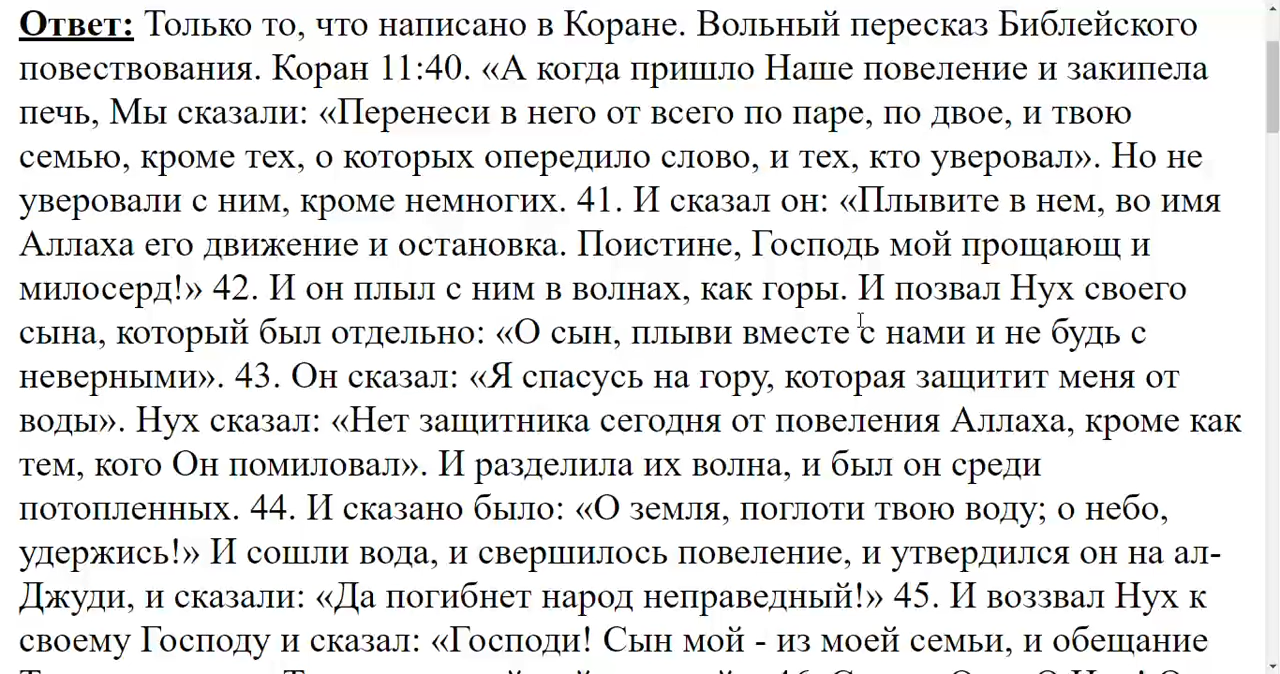 Ответ: Только то, что написано в Коране. Вольный пересказ Библейского
повествования. Коран 11:40. «А когда пришло Наше повеление и закипела
печь, Мы сказали: «Перенеси в него от всего по паре, по двое, и твою
семью, кроме тех, о которых опередило слово, и тех, кто уверовал». Но не
уверовали с ним, кроме немногих. 41. И сказал он: «Плывите в нем, во имя
Аллаха его движение и остановка. Поистине, Господь мой прощающ и
милосерд!» 42. И он плыл с ним в волнах, как горы. И позвал Нух своего
сына, который был отдельно: «О сын, плыви вместе с нами и не будь с
неверными». 43. Он сказал: «Я спасусь на гору, которая защитит меня от
воды». Нух сказал: «Нет защитника сегодня от повеления Аллаха, кроме как
тем, кого Он помиловал». И разделила их волна, и был он среди
потопленных. 44. И сказано было: «О земля, поглоти твою воду; о небо,
удержись!» И сошли вода, и свершилось повеление, и утвердился он на ал-
Джуди, и сказали: «Да погибнет народ неправедный!» 45. И воззвал Нух к
своему Господу и сказал: «Господи! Сын мой - из моей семьи, и обещание